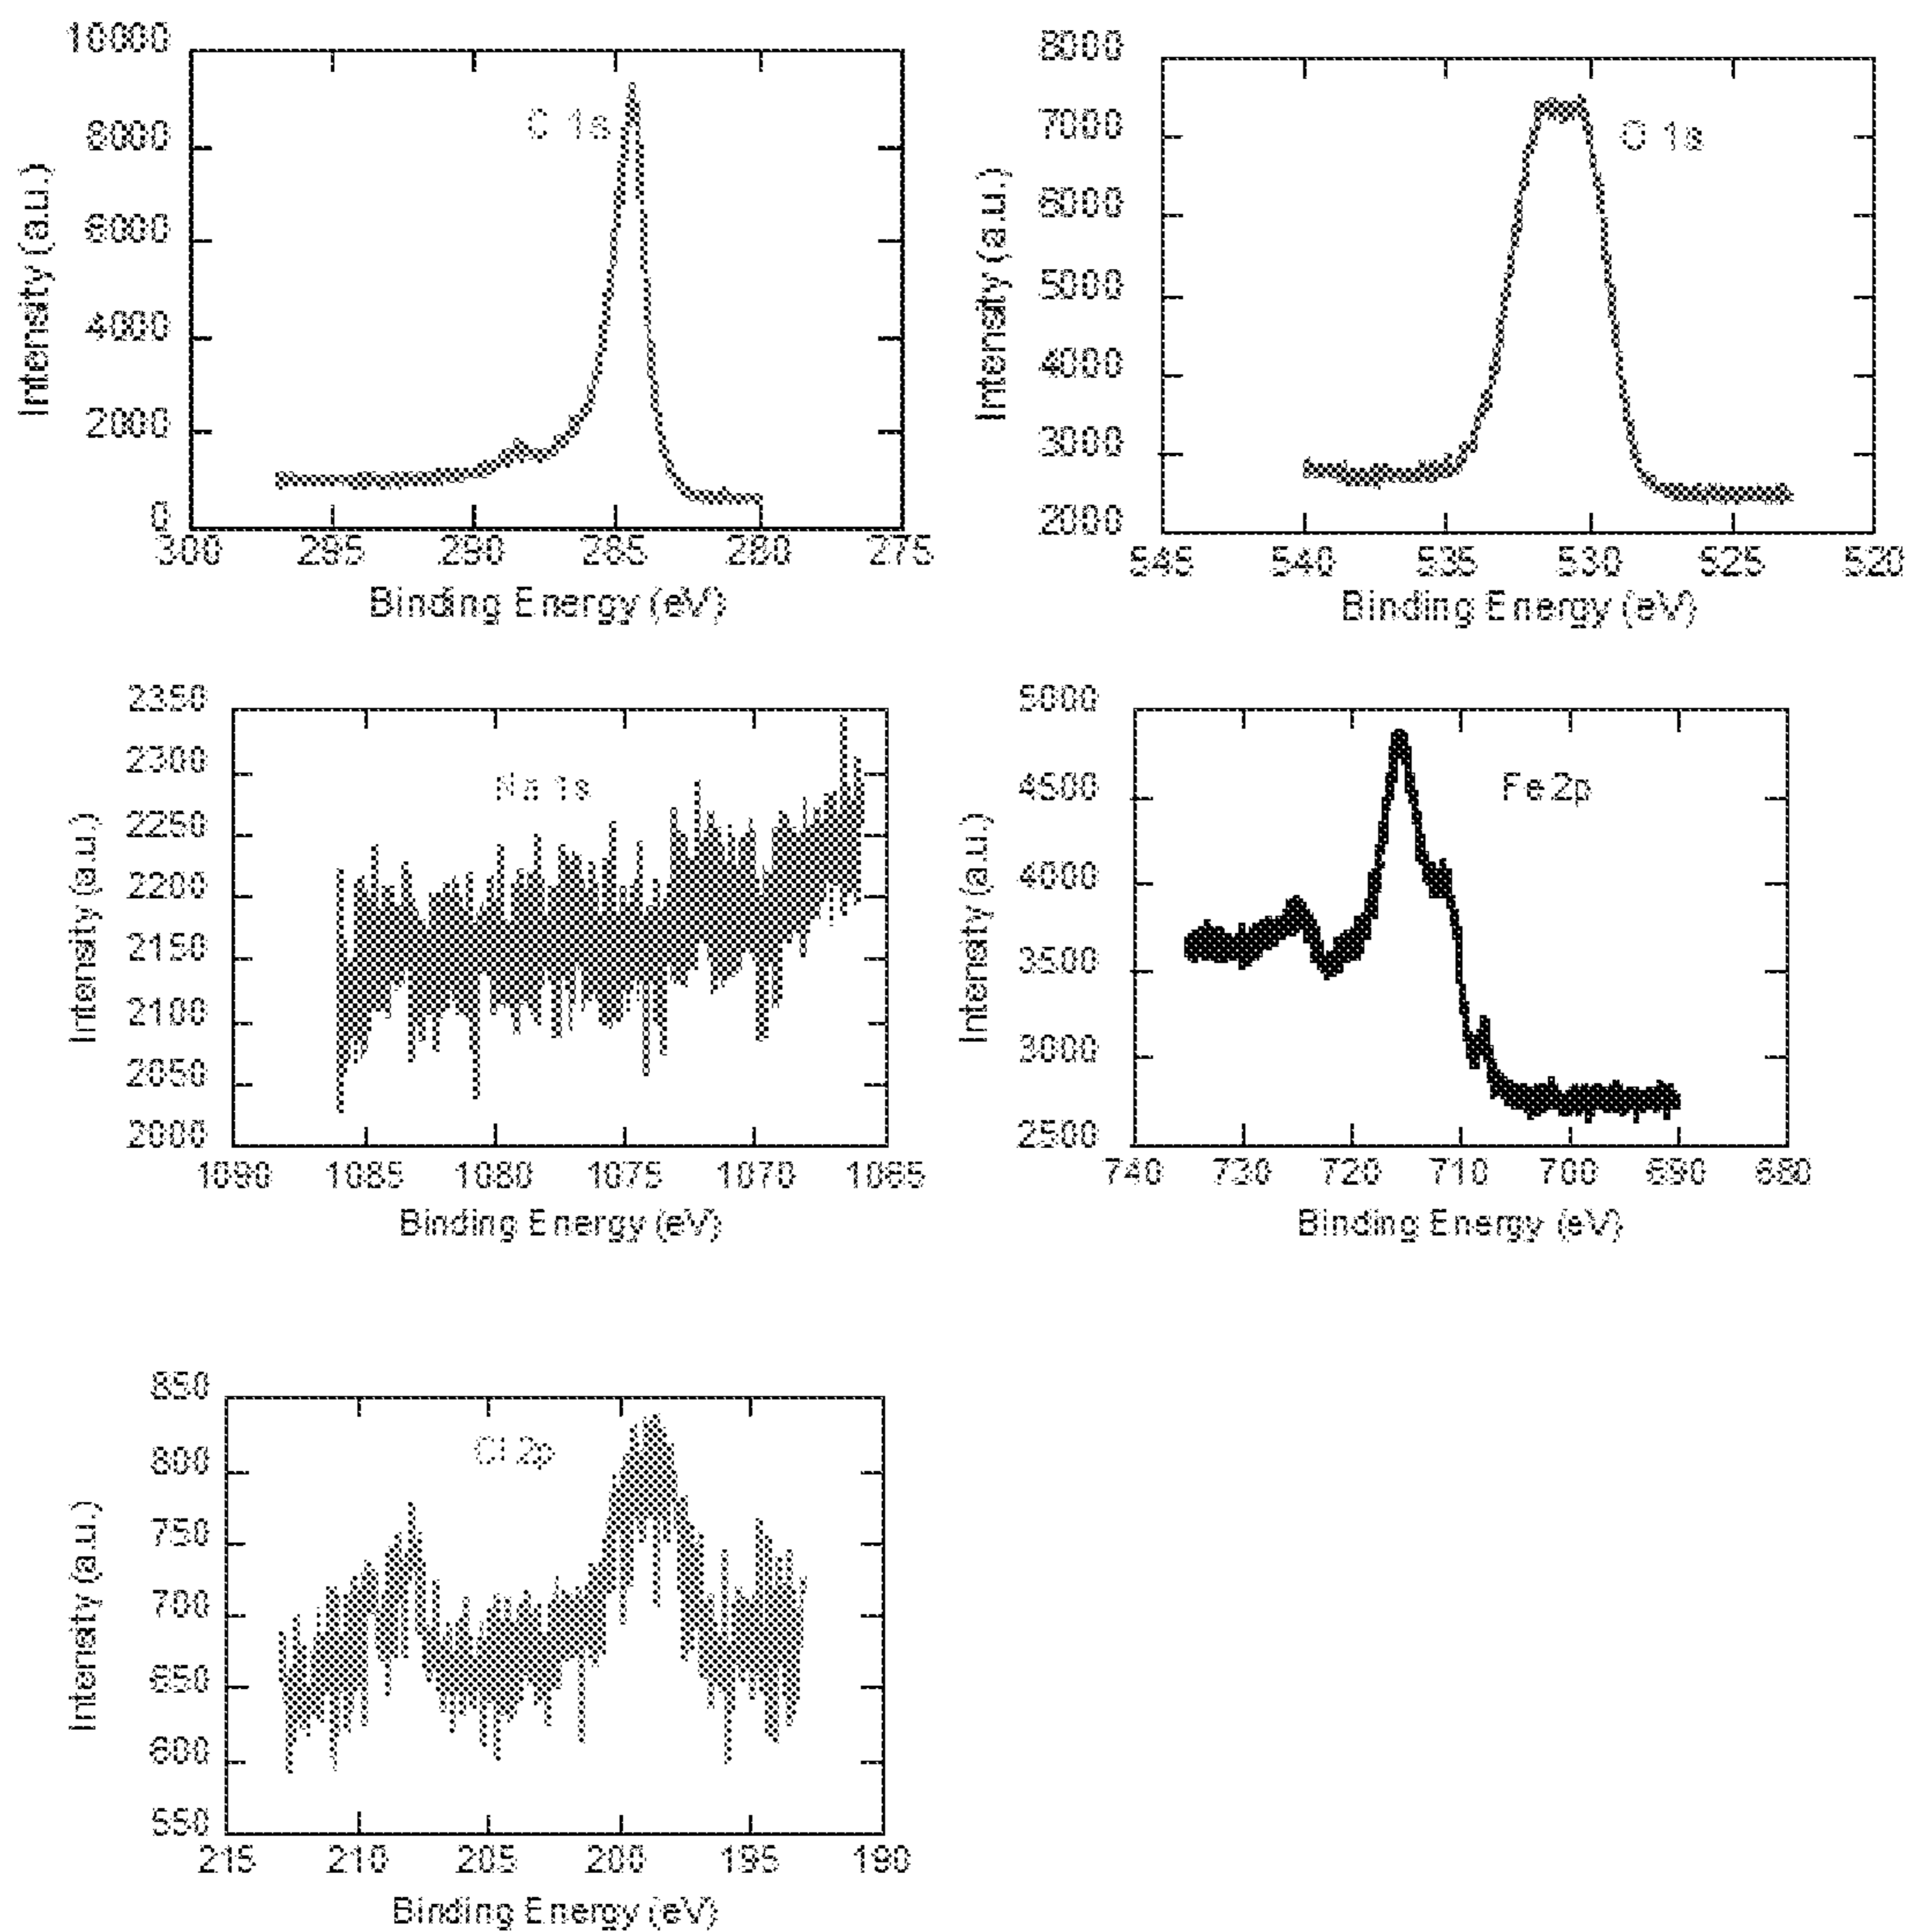 10000
8000
6000
4000
2000
0
C 1s
Intensity (a.u.)
300 295 290 285 280 275
Binding Energy (eV)
8000
7000
6000
5000
4000
3000
2000
O 1s
Intensity (a.u.)
545 540 535 530 525 520
Binding Energy (eV)
2350
2300
2250
2200
2150
2100
2050
2000
Na 1s
Intensity (a.u.)
1090 1085 1080 1075 1070 1065
Binding Energy (eV)
5000
4500
4000
3500
3000
2500
Fe 2p
Intensity (a.u.)
740 730 720 710 700 690 680
Binding Energy (eV)
850
800
750
700
650
600
550
Cl 2p
Intensity (a.u.)
215 210 205 200 195 190
Binding Energy (eV)